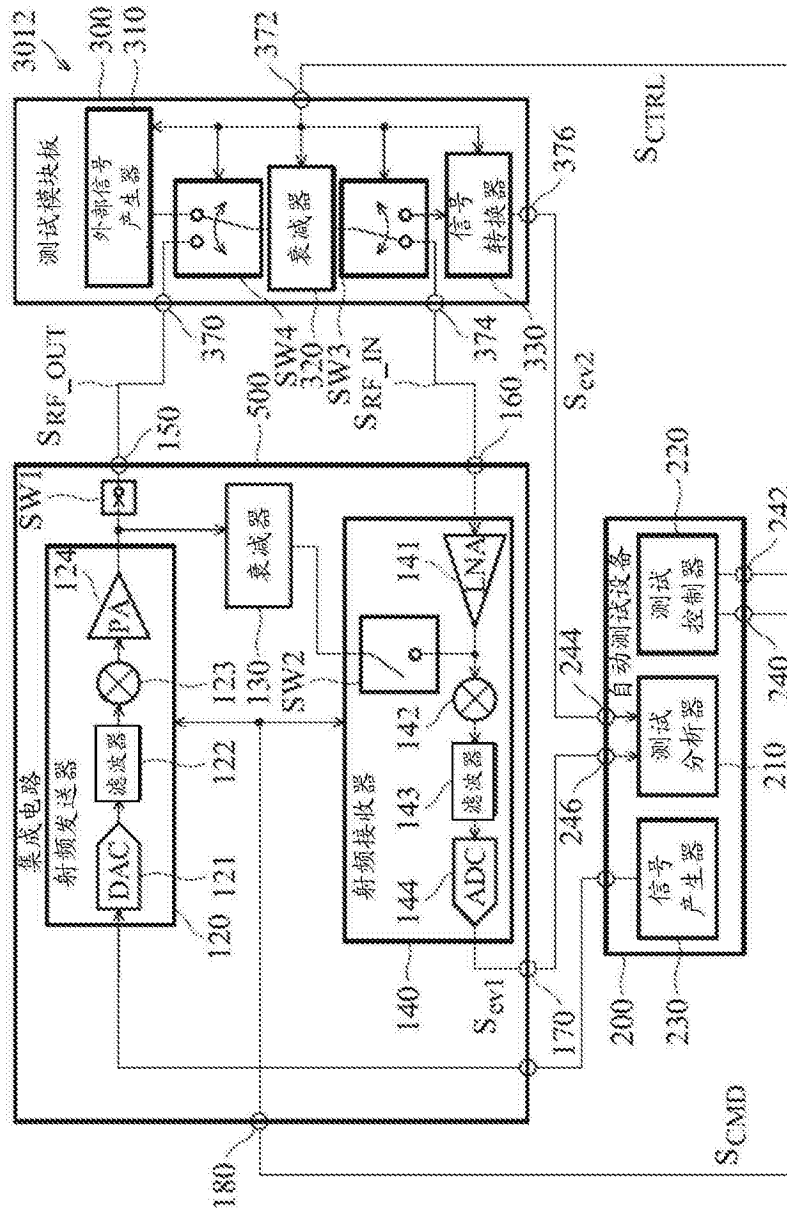 3012
300
310
测试模块板
外部信号
产生器
衰减器
信号
转换器
370
SW4
320
SW3
374
330
372
376
SCTRL
SRF_OUT
SRF_IN
Scv2
集成电路
射频发送器
DAC
滤波器
PA
121
122
123
124
120
SW1
150
500
衰减器
130
SW2
射频接收器
LNA
141
142
滤波器
143
ADC
144
140
160
Scv1
170
180
自动测试设备
信号
产生器
测试
分析器
测试
控制器
200
230
210
220
246
244
240
242
SCMD